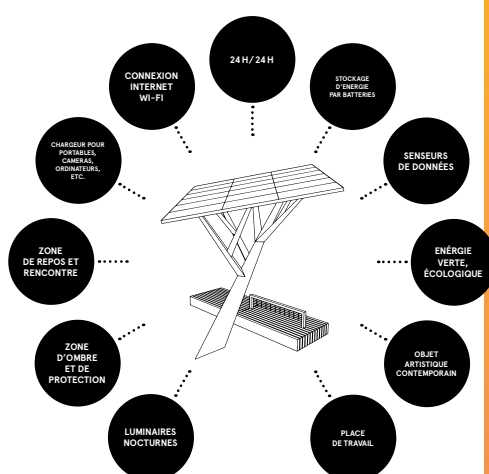 24 H / 24 H
STOCKAGE
D'ENERGIE
PAR BATTERIES
SENSEURS
DE DONNÉES
ENÉRGIE
VERTE,
ÉCOLOGIQUE
OBJET
ARTISTIQUE
CONTEMPORAIN
PLACE
DE TRAVAIL
LUMINAIRES
NOCTURNES
ZONE
D'OMBRE
ET DE
PROTECTION
ZONE
DE REPOS ET
RENCONTRE
CHARGEUR POUR
PORTABLES,
CAMERAS,
ORDINATEURS,
ETC.
CONNEXION
INTERNET
WI-FI